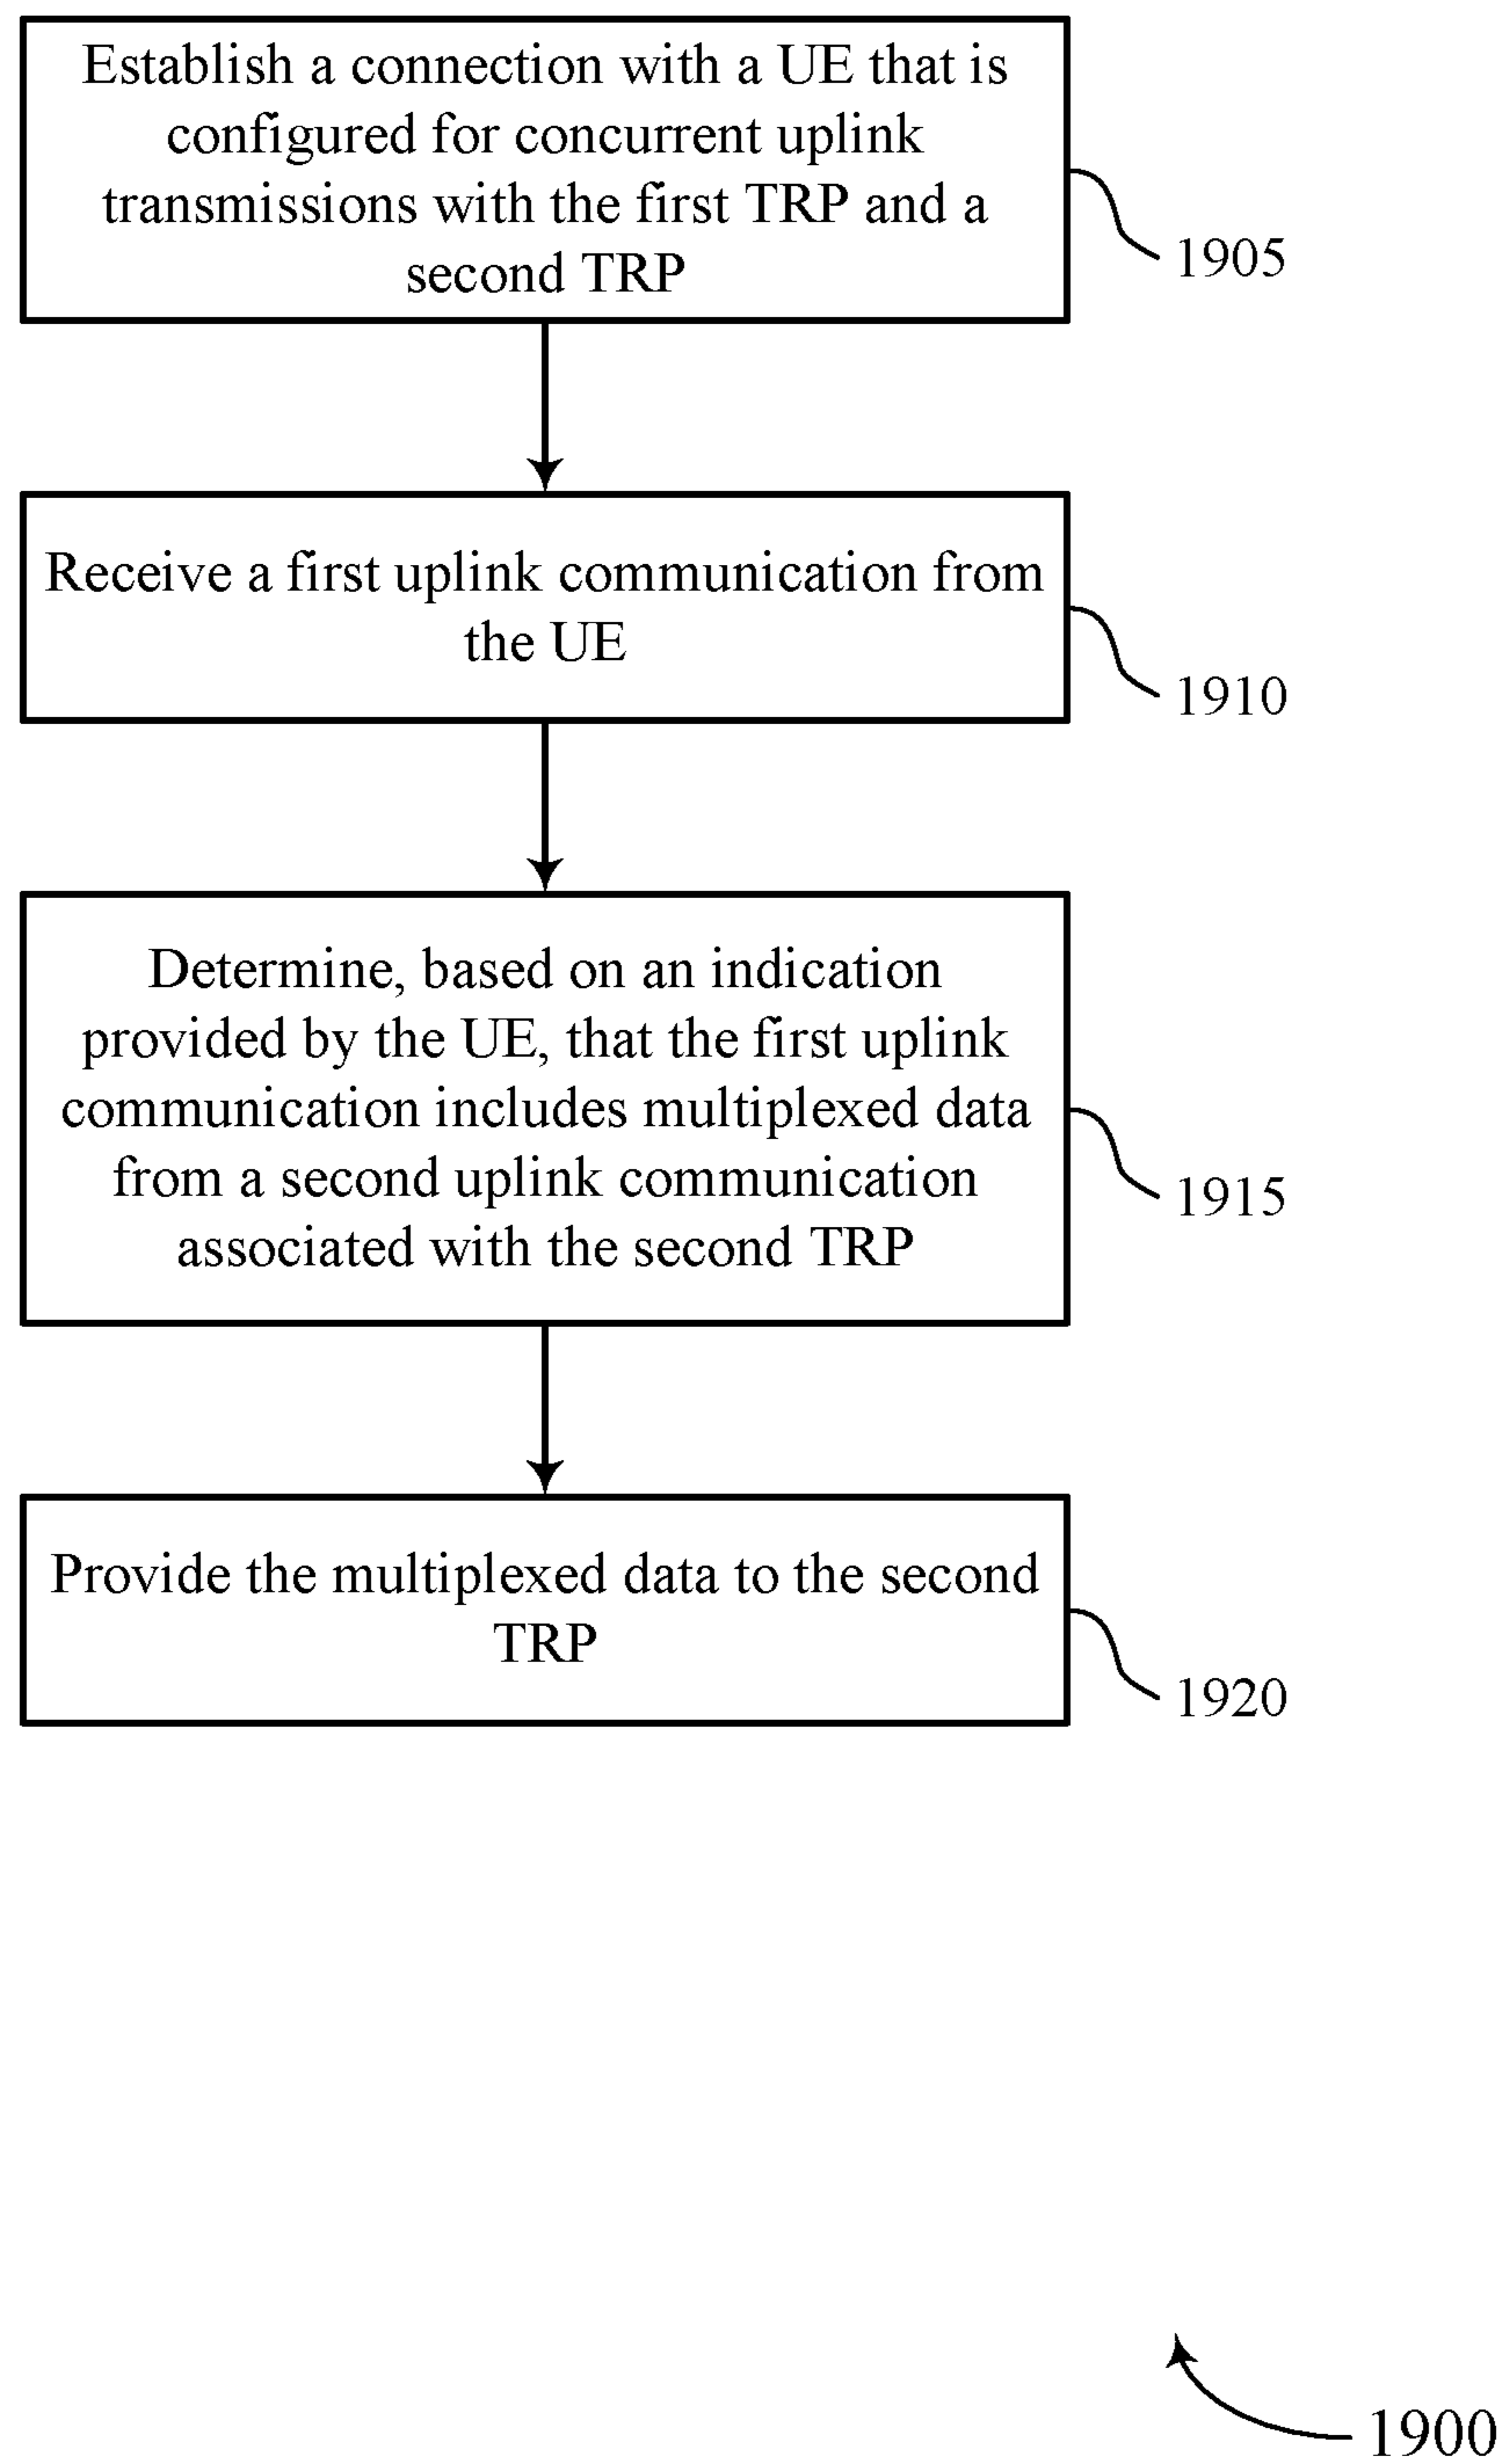 Establish a connection with a UE that is
configured for concurrent uplink
transmissions with the first TRP and a
second TRP
1905
Receive a first uplink communication from
the UE
1910
Determine, based on an indication
provided by the UE, that the first uplink
communication includes multiplexed data
from a second uplink communication
associated with the second TRP
1915
Provide the multiplexed data to the second
TRP
1920
1900